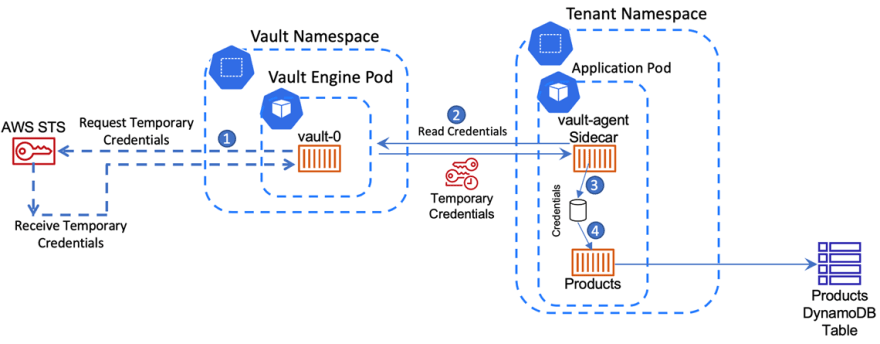 Tenant Namespace
Vault Namespace
Vault Engine Pod
Application Pod
AWS STS
Request Temporary
Credentials
1
vault-0
2
Read Credentials
vault-agent
Sidecar
Temporary
Credentials
3
Credentials
4
Receive Temporary
Credentials
Products
Products
DynamoDB
Table